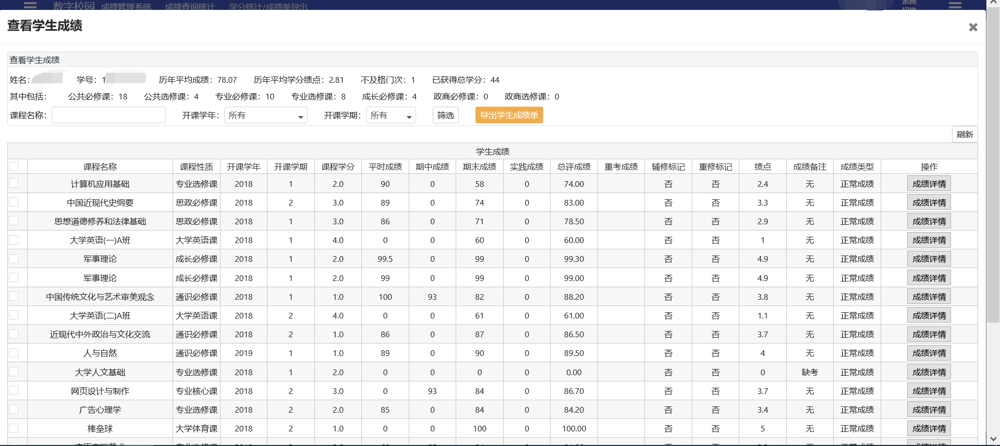 数字校园 成绩管理系统 / 成绩查询统计 / 学分统计/成绩单导出
系统
切换
查看学生成绩
查看学生成绩
姓名： 学号：1 历年平均成绩：78.07 历年平均学分绩点：2.81 不及格门次：1 已获得总学分：44
其中包括： 公共必修课：18 公共选修课：4 专业必修课：10 专业选修课：8 成长必修课：4 政商必修课：0 政商选修课：0
课程名称： 开课学年： 所有 开课学期： 所有 筛选 导出学生成绩单
刷新
学生成绩
课程名称 课程性质 开课学年 开课学期 课程学分 平时成绩 期中成绩 期末成绩 实践成绩 总评成绩 重考成绩 辅修标记 重修标记 绩点 成绩备注 成绩类型 操作
计算机应用基础 专业选修课 2018 1 2.0 90 0 58 0 74.00 否 否 2.4 无 正常成绩 成绩详情
中国近现代史纲要 思政必修课 2018 2 3.0 89 0 74 0 83.00 否 否 3.3 无 正常成绩 成绩详情
思想道德修养和法律基础 思政必修课 2018 1 3.0 86 0 71 0 78.50 否 否 2.9 无 正常成绩 成绩详情
大学英语(一)A班 大学英语课 2018 1 4.0 0 0 60 0 60.00 否 否 1 无 正常成绩 成绩详情
军事理论 成长必修课 2018 1 2.0 99.5 0 99 0 99.30 否 否 4.9 无 正常成绩 成绩详情
军事理论 成长必修课 2018 1 2.0 99 0 99 0 99.00 否 否 4.9 无 正常成绩 成绩详情
中国传统文化与艺术审美观念 通识必修课 2018 1 1.0 100 93 82 0 88.20 否 否 3.8 无 正常成绩 成绩详情
大学英语(二)A班 大学英语课 2018 2 4.0 0 0 61 0 61.00 否 否 1.1 无 正常成绩 成绩详情
近现代中外政治与文化交流 通识必修课 2018 2 1.0 86 0 87 0 86.50 否 否 3.7 无 正常成绩 成绩详情
人与自然 通识必修课 2019 1 1.0 89 0 90 0 89.50 否 否 4 无 正常成绩 成绩详情
大学人文基础 专业选修课 2018 1 2.0 0 0 0 0 0.00 否 否 0 缺考 正常成绩 成绩详情
网页设计与制作 专业核心课 2018 2 3.0 0 93 84 0 86.70 否 否 3.7 无 正常成绩 成绩详情
广告心理学 专业选修课 2018 2 2.0 85 0 84 0 84.20 否 否 3.4 无 正常成绩 成绩详情
棒垒球 大学体育课 2018 2 1.0 0 0 100 0 100.00 否 否 5 无 正常成绩 成绩详情